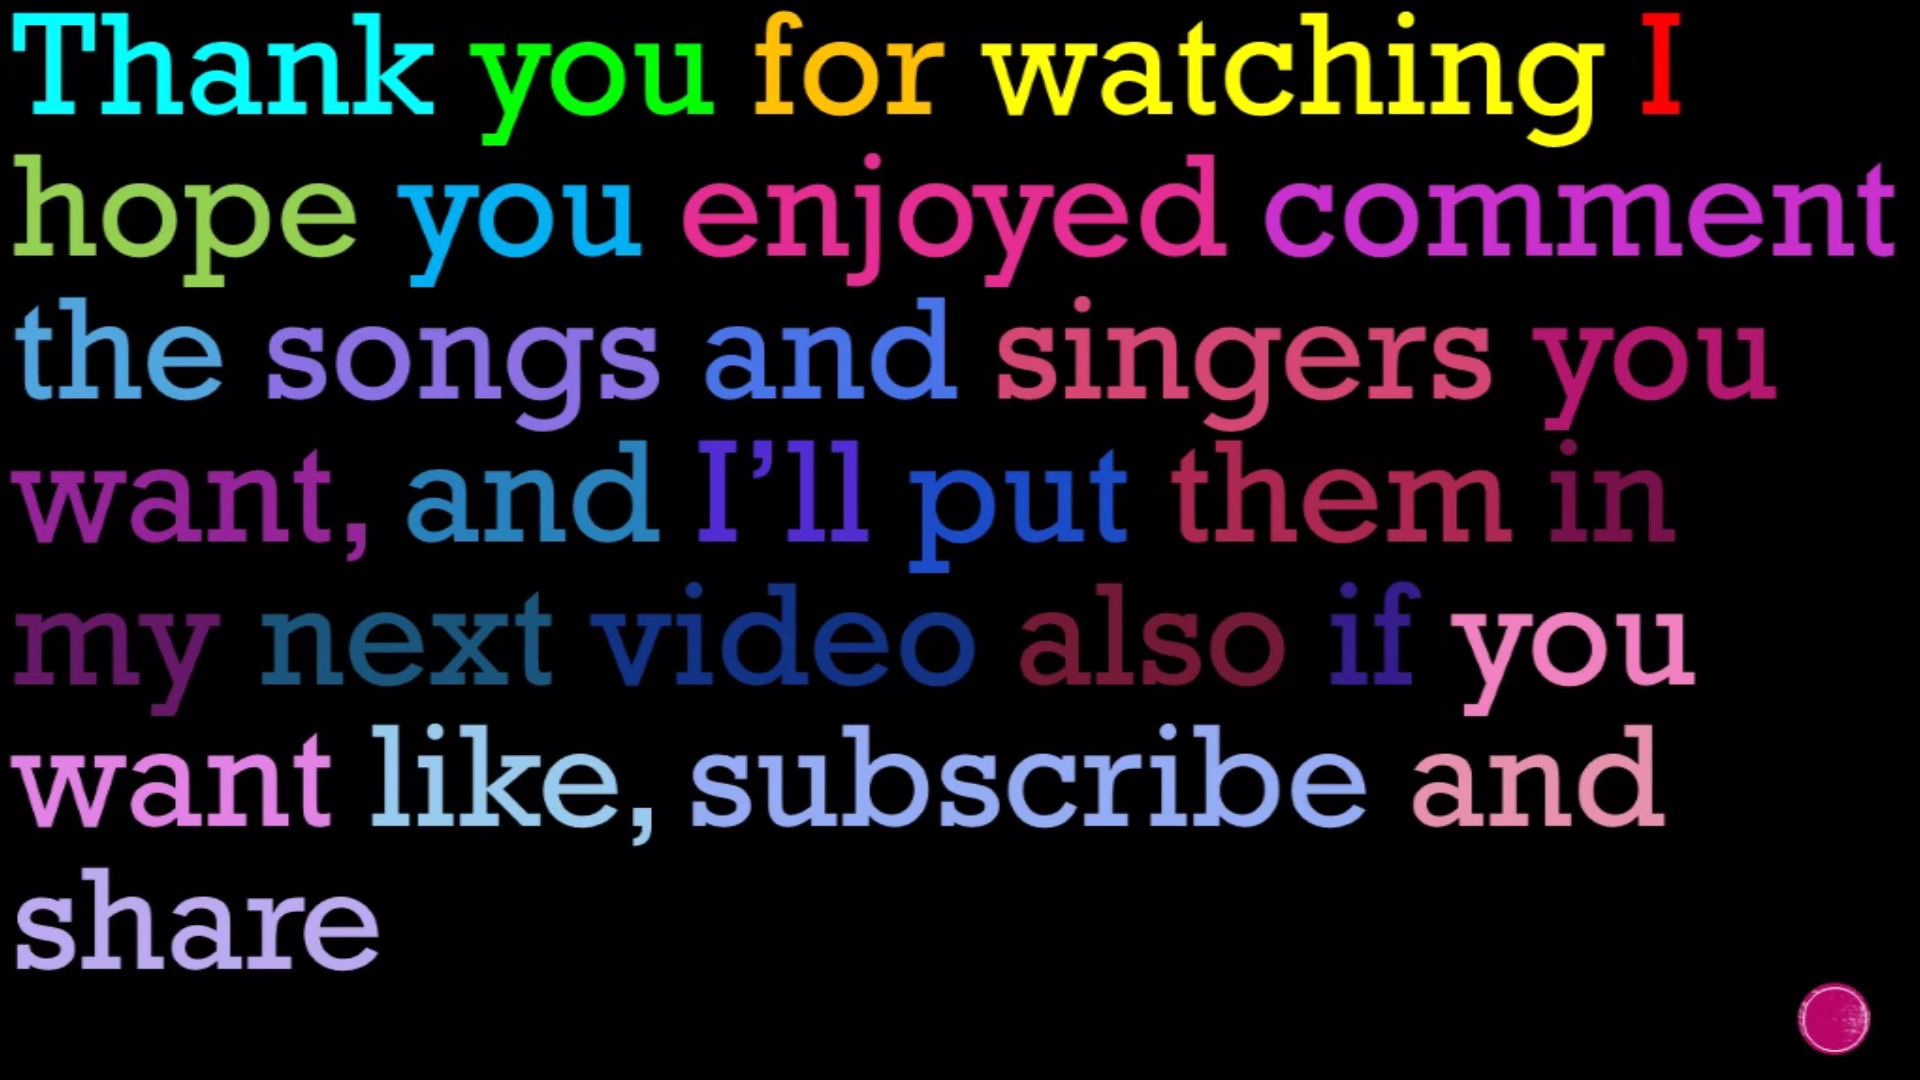 Thank you for watching I
hope you enjoyed comment
the songs and singers you
want, and I’ll put them in
my next video also if you
want like, subscribe and
share